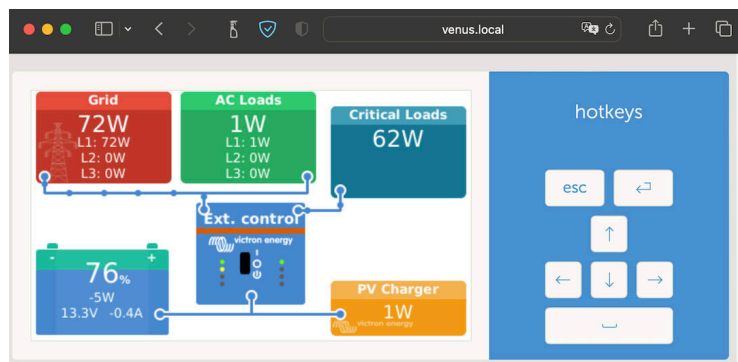 venus.local
Grid
72W
L1: 72W
L2: 0W
L3: 0W
AC Loads
1W
L1: 1W
L2: 0W
L3: 0W
Critical Loads
62W
Ext. control
victron energy
I
O
- +
76%
-5W
13.3V -0.4A
PV Charger
1W
victron energy
hotkeys
esc